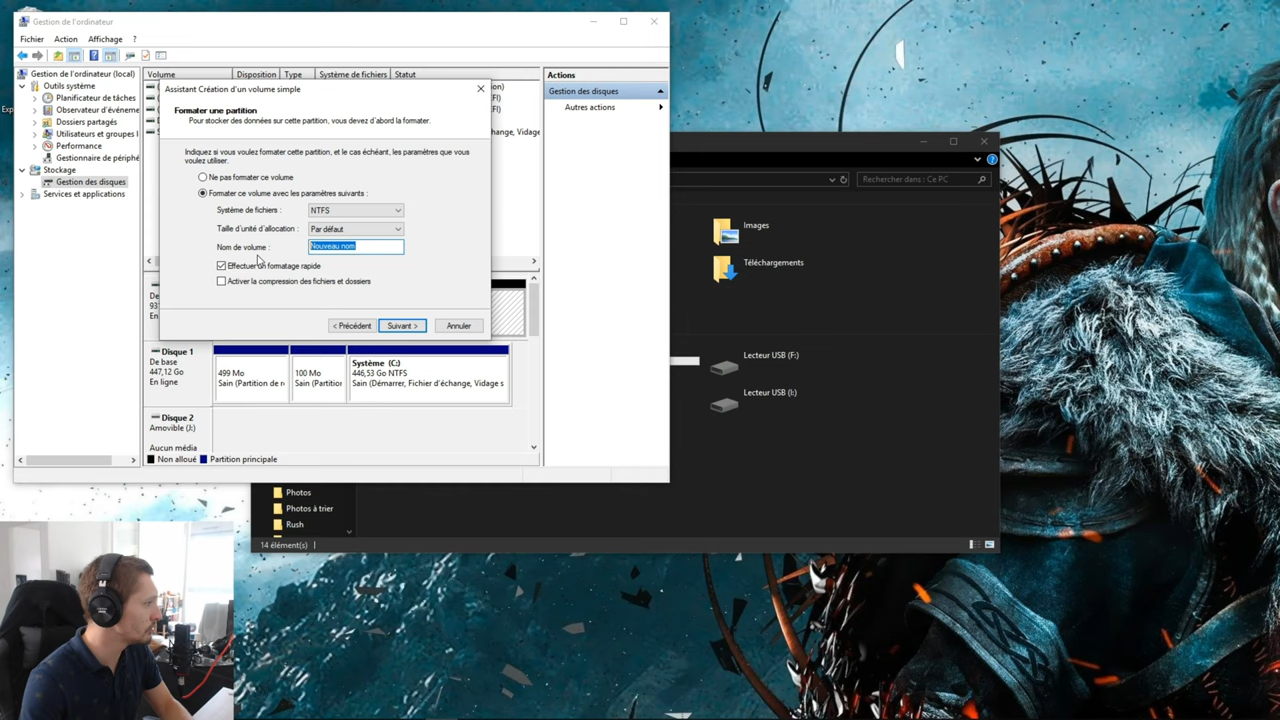 Gestion de l'ordinateur
Fichier Action Affichage ?
Gestion de l'ordinateur (local)
Outils système
Planificateur de tâches
Observateur d'événeme
Dossiers partagés
Utilisateurs et groupes l
Performance
Gestionnaire de périphé
Stockage
Gestion des disques
Services et applications
Volume Disposition Type Système de fichiers Statut
Assistant Création d'un volume simple
Formater une partition
Pour stocker des données sur cette partition, vous devez d'abord la formater.
Indiquez si vous voulez formater cette partition, et le cas échéant, les paramètres que vous
voulez utiliser.
Ne pas formater ce volume
Formater ce volume avec les paramètres suivants :
Système de fichiers : NTFS
Taille d'unité d'allocation : Par défaut
Nom de volume : Nouveau nom
Effectuer un formatage rapide
Activer la compression des fichiers et dossiers
< Précédent Suivant > Annuler
change, Vidage
Disque 1
De base
447,12 Go
En ligne
499 Mo
Sain (Partition de r
100 Mo
Sain (Partition
Système (C:)
446,53 Go NTFS
Sain (Démarrer, Fichier d'échange, Vidage s
Disque 2
Amovible (J:)
Aucun média
Non alloué Partition principale
Actions
Gestion des disques
Autres actions
Rechercher dans : Ce PC
Images
Téléchargements
Lecteur USB (F:)
Lecteur USB (I:)
Photos
Photos à trier
Rush
14 élément(s)